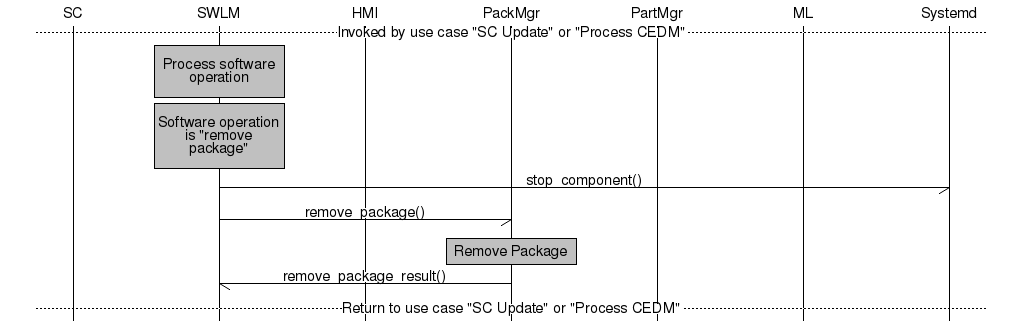 SC SWLM HMI PackMgr PartMgr ML Systemd
Invoked by use case "SC Update" or "Process CEDM"
Process software
operation
Software operation
is "remove
package"
stop_component()
remove_package()
Remove Package
remove_package_result()
Return to use case "SC Update" or "Process CEDM"